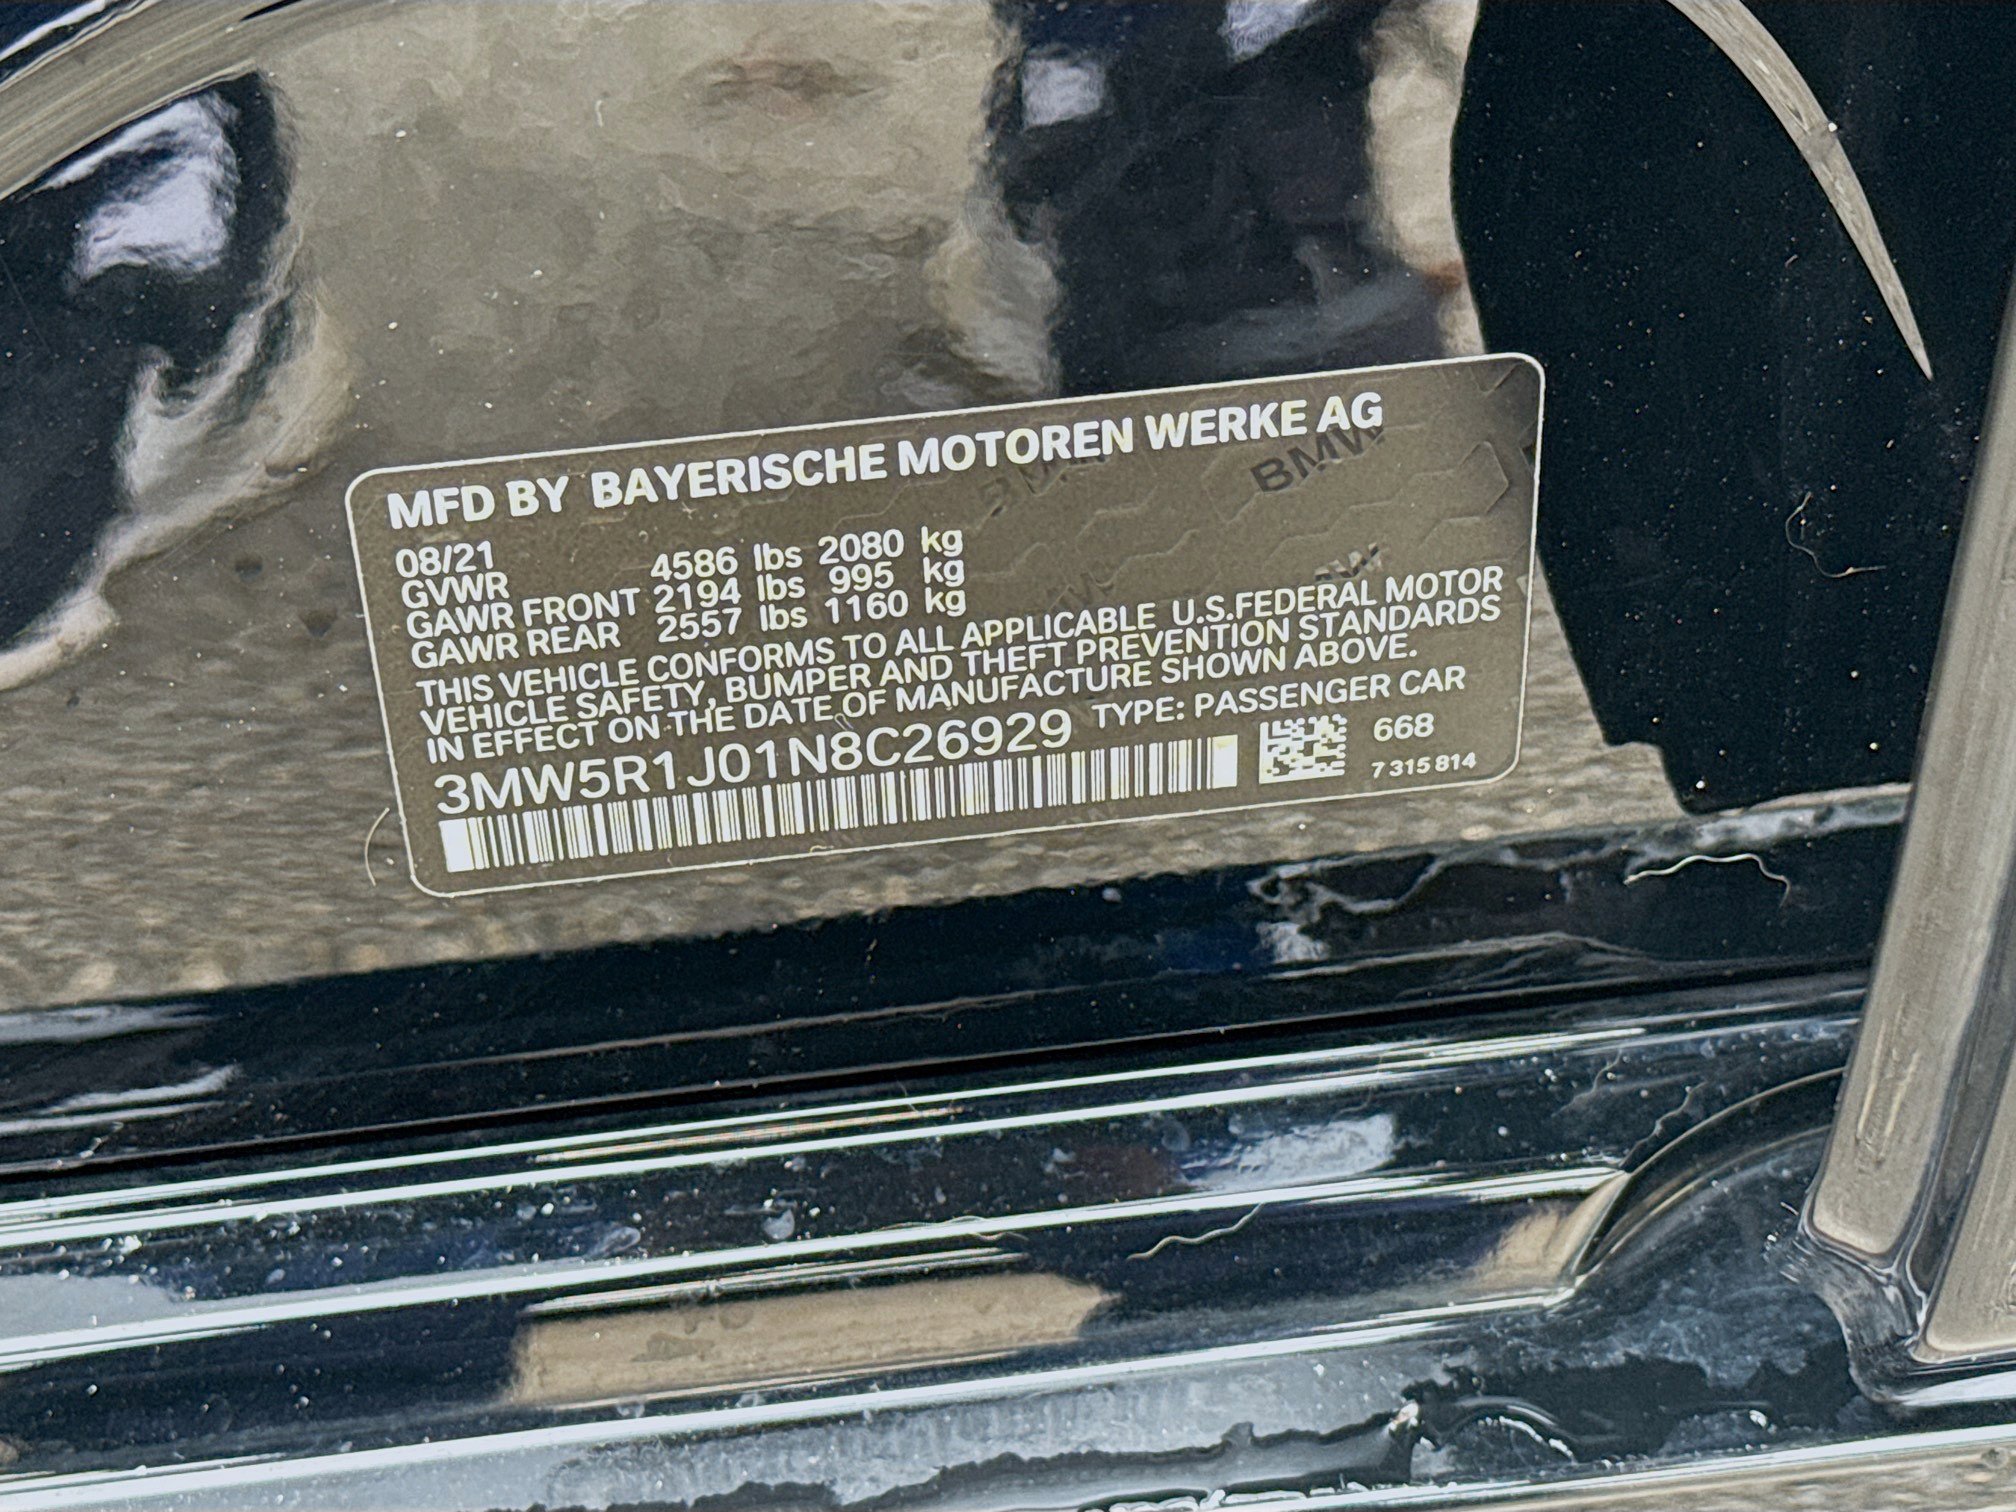 MFD BY BAYERISCHE MOTOREN WERKE AG
08/21
GVWR 4586 lbs 2080 kg
GAWR FRONT 2194 lbs 995 kg
GAWR REAR 2557 lbs 1160 kg
THIS VEHICLE CONFORMS TO ALL APPLICABLE U.S.FEDERAL MOTOR
VEHICLE SAFETY, BUMPER AND THEFT PREVENTION STANDARDS
IN EFFECT ON THE DATE OF MANUFACTURE SHOWN ABOVE.
3MW5R1J01N8C26929 TYPE: PASSENGER CAR
668
7 315 814
BMW